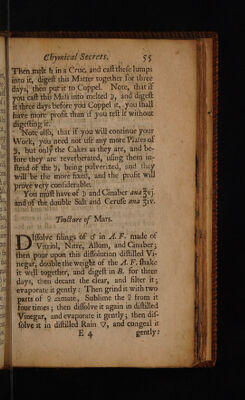 Chymical Secrets. 55
Then melt ♄ in a Cruc. and cast these lumps
into it, digest this Matter together for three
days, then put it to Coppel. Note, that if
you cast this Mass into melted ☽, and digest
it three days before you Coppel it, you shall
have more profit than if you test it without
digesting it.
Note also, that if you will continue your
Work, you need not use any more Plates of
☽, but only the Cakes as they are, and be-
fore they are reverberated, using them in-
stead of the ☽, being pulverized, and they
will be the more fixed, and the profit will
prove very considerable.
You must have of ☽ and Cinaber ana ℥vj
and of the double Salt and Ceruse ana ℥iv.
Tincture of Mars.
DIssolve filings of ♂ in A. F. made of
Vitriol, Nitre, Allum, and Cinaber;
then pour upon this dissolution distilled Vi-
negar, double the weight of the A. F. shake
it well together, and digest in B. for three
days, then decant the clear, and filter it;
evaporate it gently: Then grind it with two
parts of ☿ Sublime the ☿ from it
four times; then dissolve it again in distilled
Vinegar, and evaporate it gently; then dis-
solve it in distilled Rain ▽, and congeal it
E 4 gently: